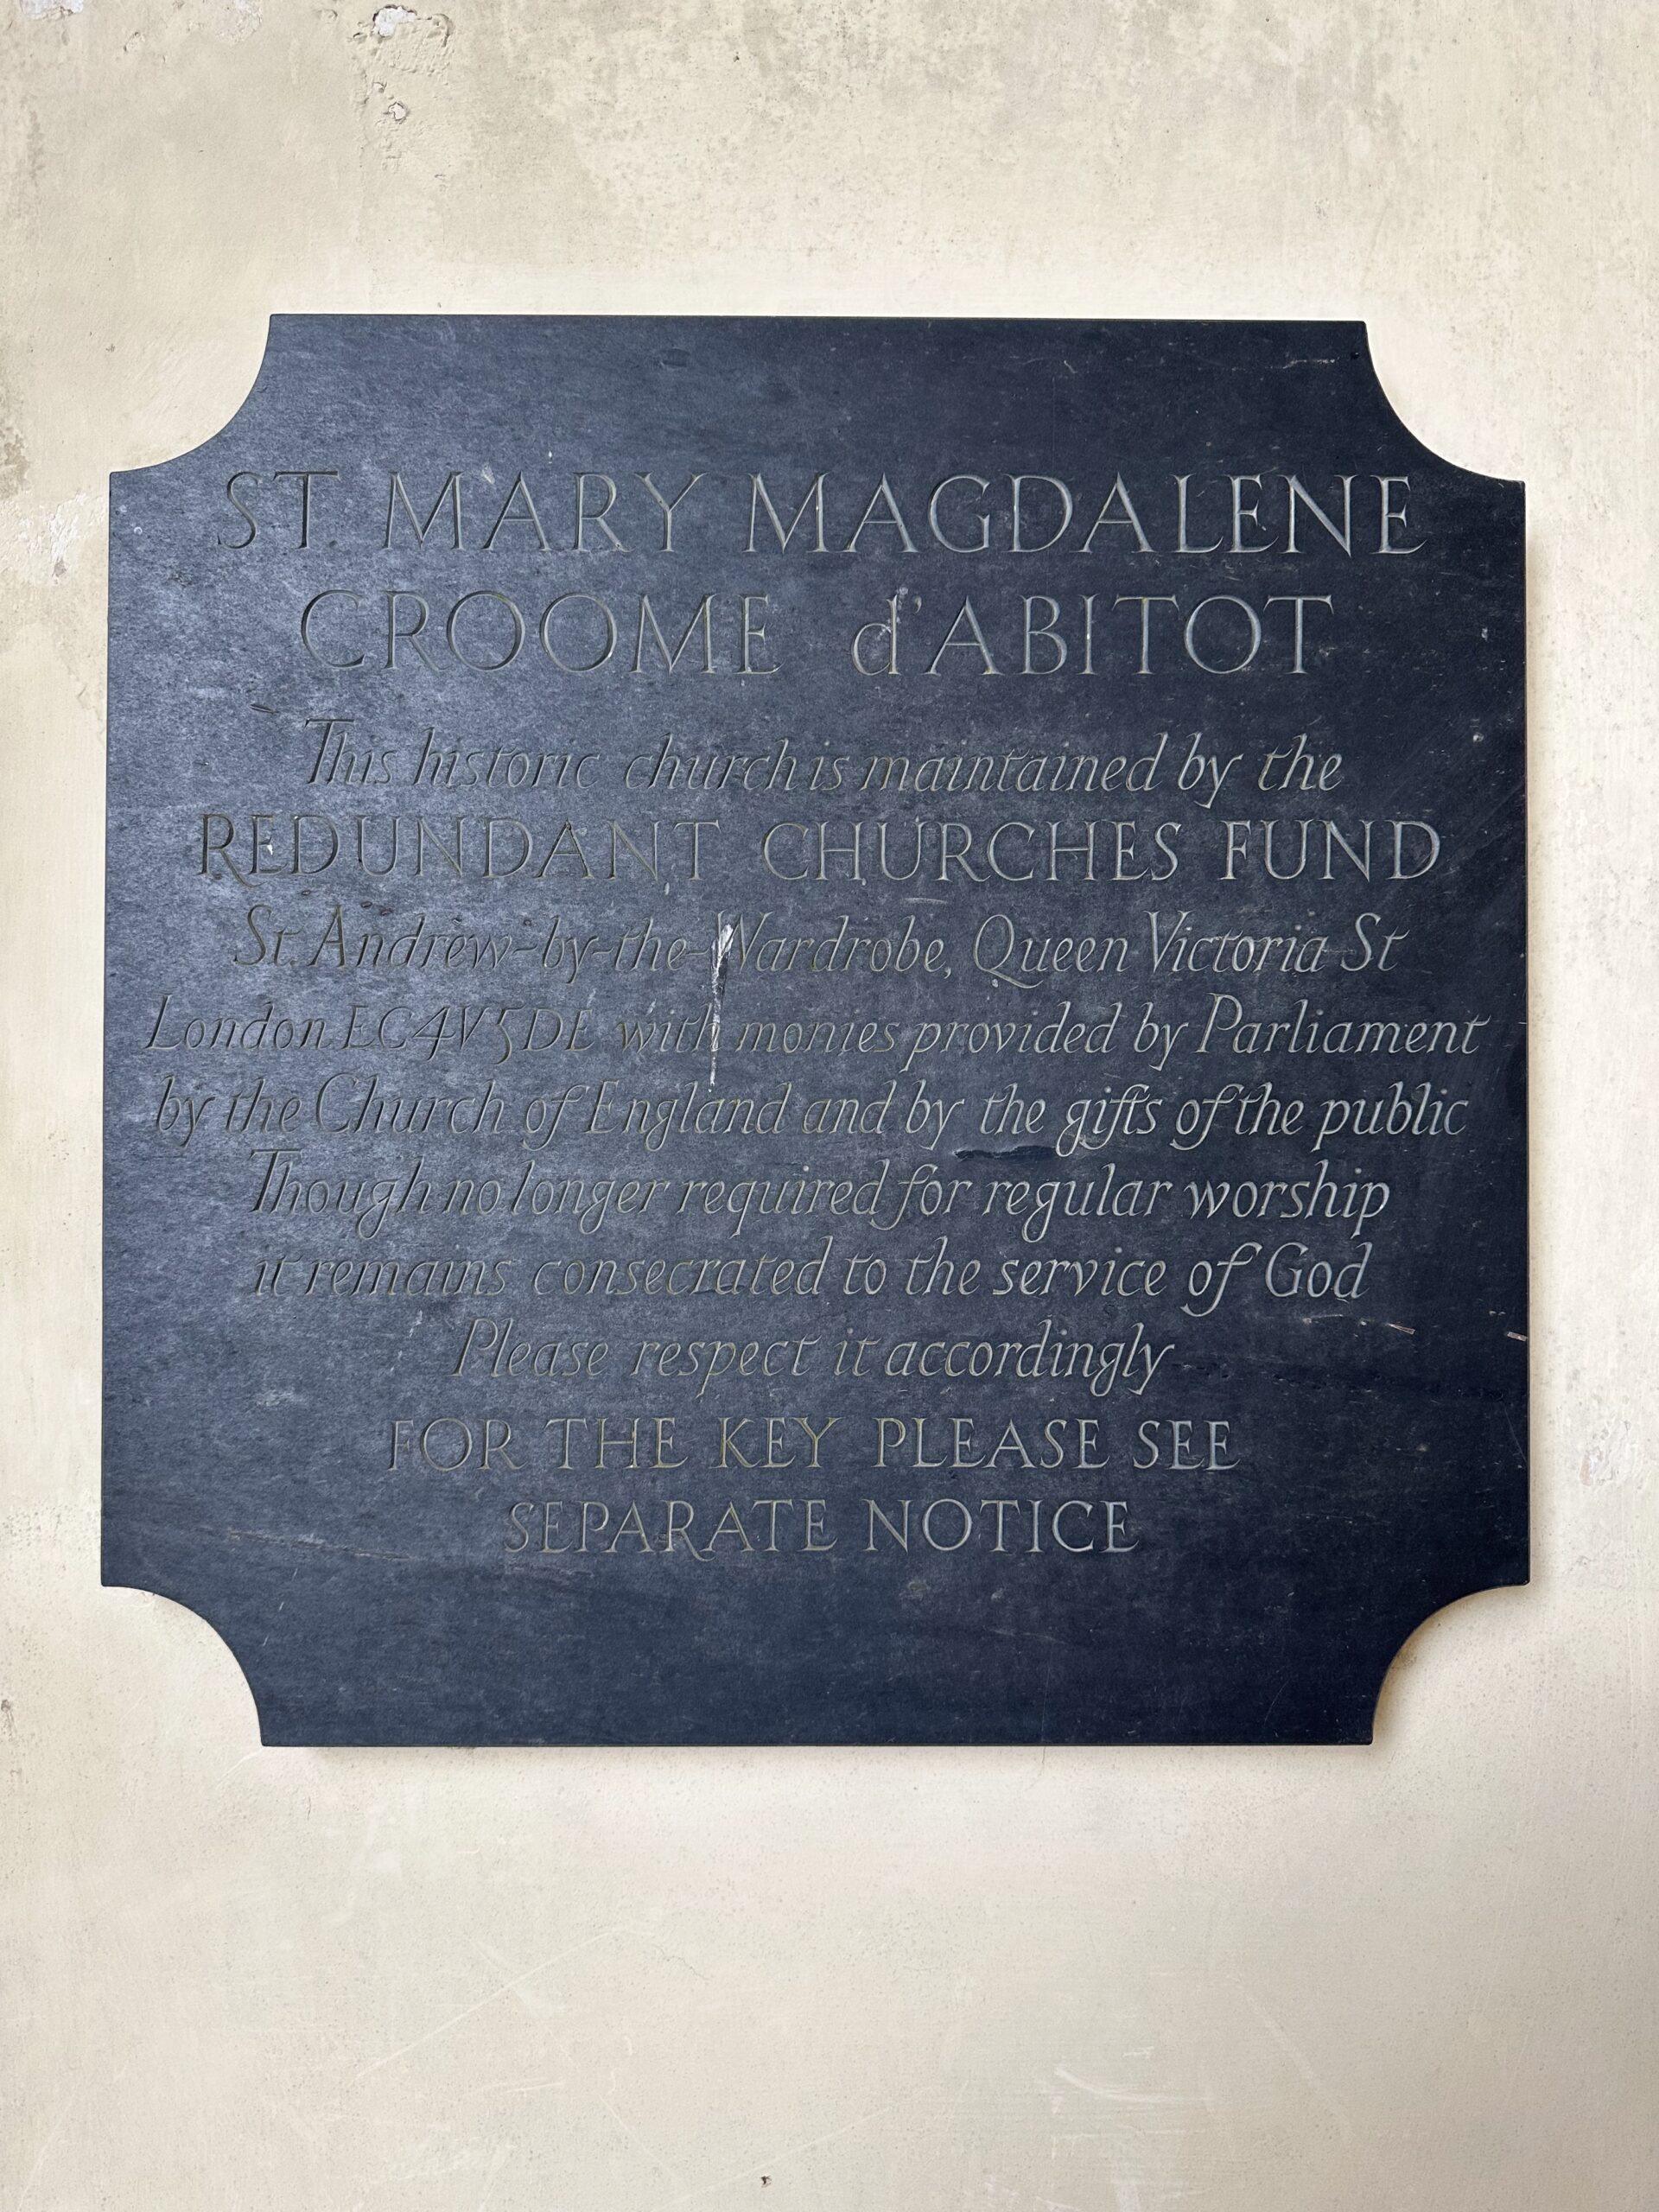 ST MARY MAGDALENE
CROOME d'ABITOT
This historic church is maintained by the
REDUNDANT CHURCHES FUND
St. Andrew-by-the-Wardrobe, Queen Victoria St
London EC4V 5DE with monies provided by Parliament
by the Church of England and by the gifts of the public
Though no longer required for regular worship
it remains consecrated to the service of God
Please respect it accordingly
FOR THE KEY PLEASE SEE
SEPARATE NOTICE